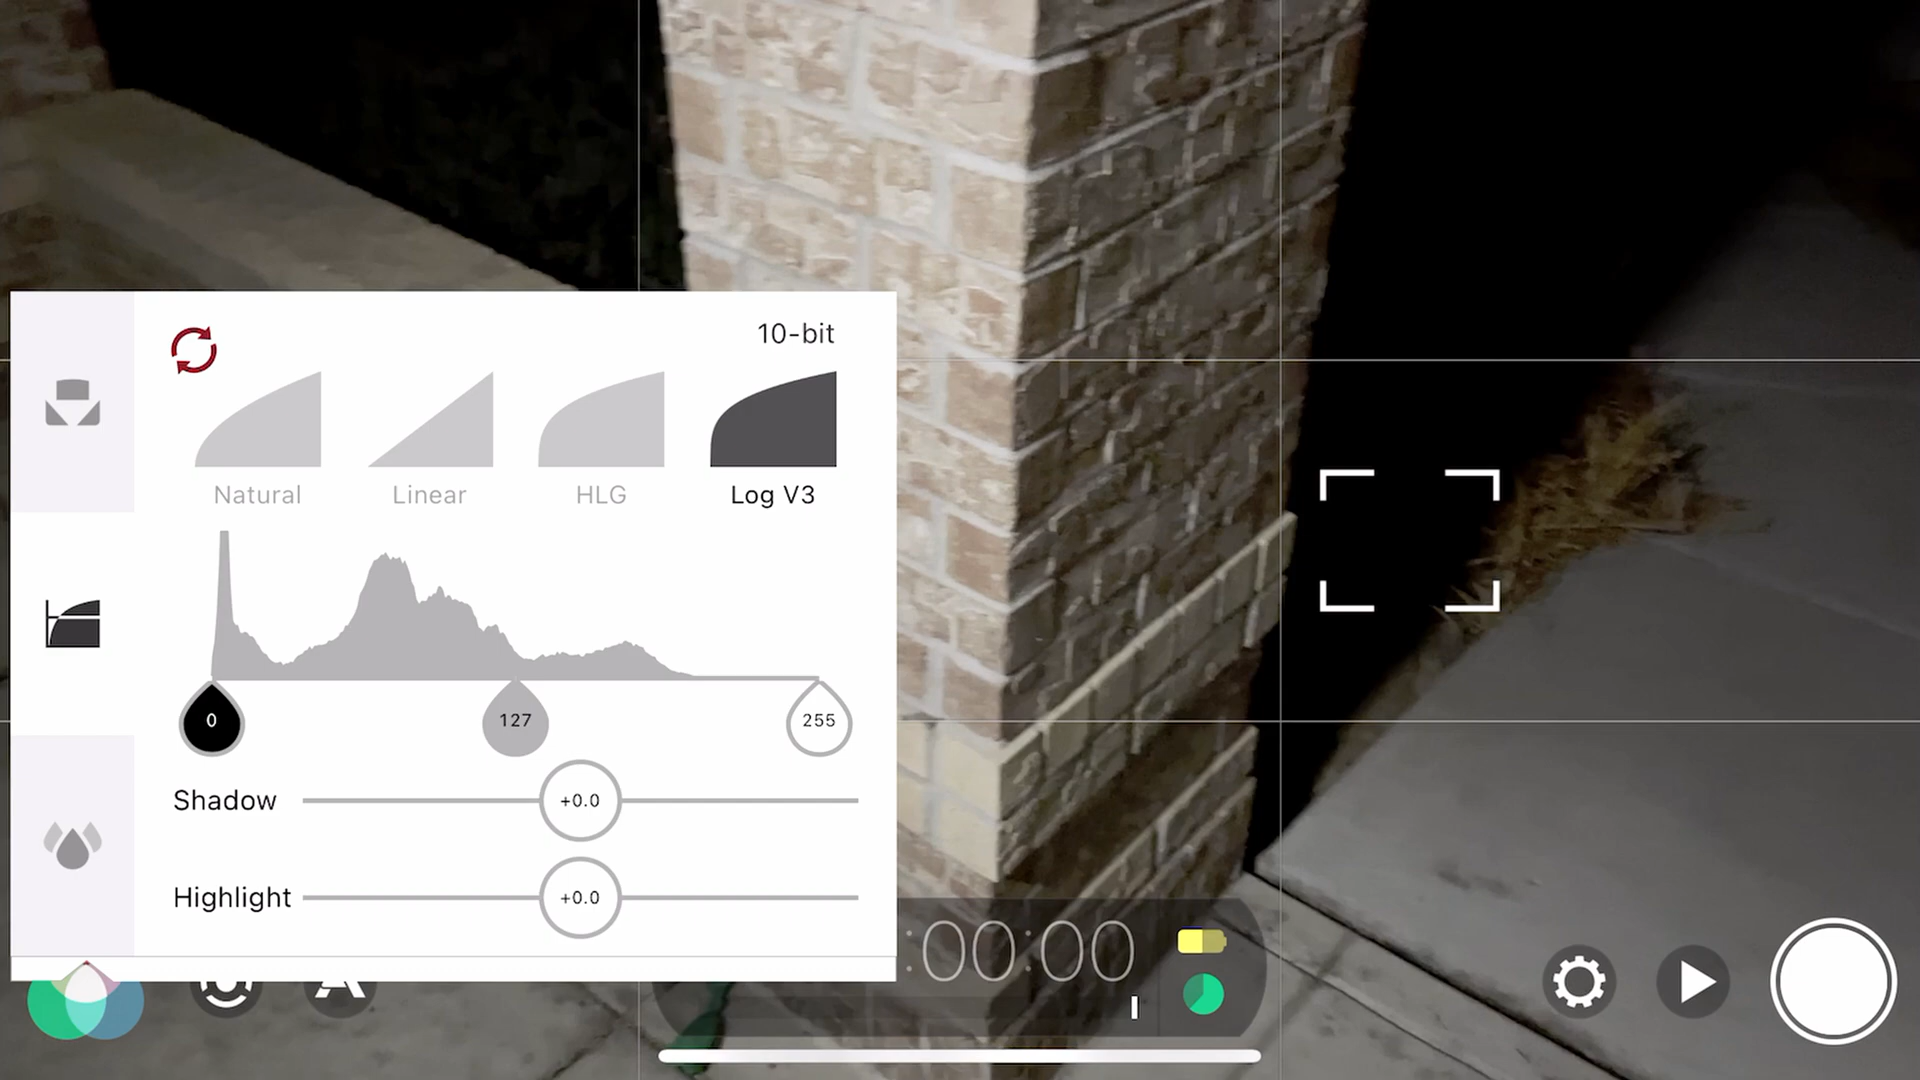 10-bit
Natural Linear HLG Log V3
0 127 255
Shadow +0.0
Highlight +0.0
:00:00